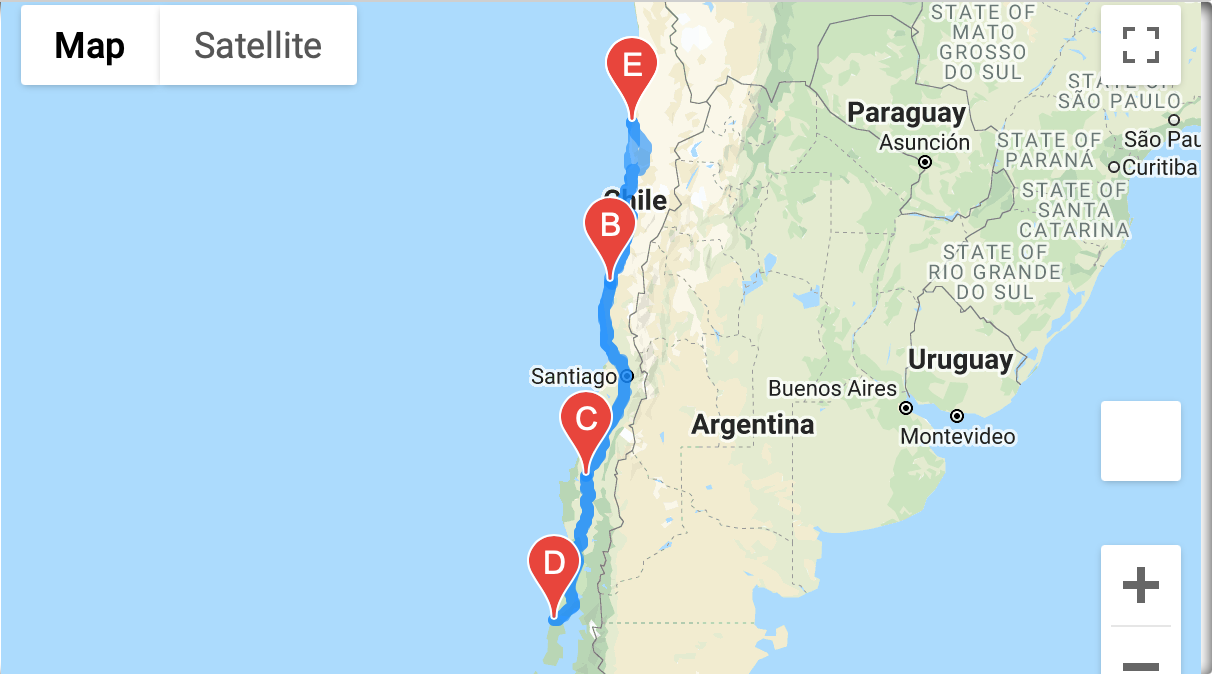 Map
Satellite
STATE OF
MATO
GROSSO
DO SUL
E
STATE OF
SÃO PAULO
Paraguay
Asunción
STATE OF
PARANÁ
São Pau
Curitiba
Chile
STATE OF
SANTA
CATARINA
B
STATE OF
RIO GRANDE
DO SUL
Uruguay
Santiago
Buenos Aires
C
Argentina
Montevideo
D